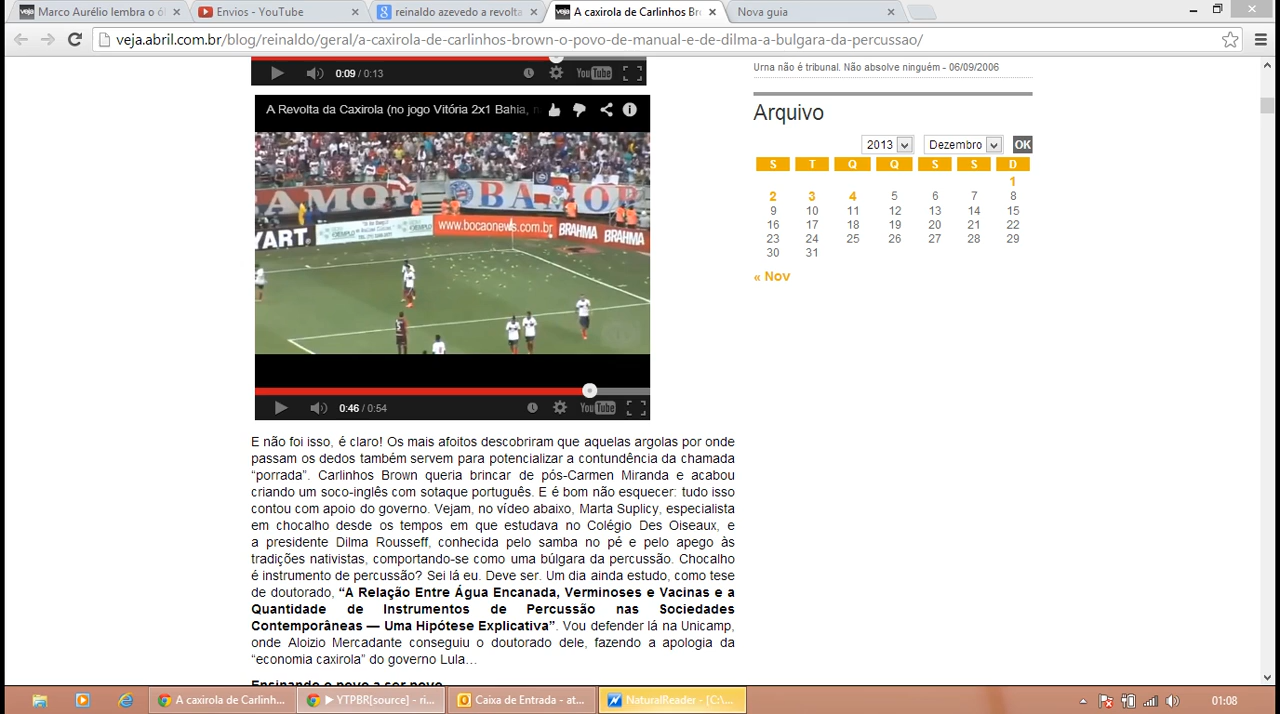 Marco Aurélio lembra o ól
Envios - YouTube
reinaldo azevedo a revolta
A caxirola de Carlinhos Br
Nova guia
veja.abril.com.br/blog/reinaldo/geral/a-caxirola-de-carlinhos-brown-o-povo-de-manual-e-de-dilma-a-bulgara-da-percussao/
0:09 / 0:13
YouTube
A Revolta da Caxirola (no jogo Vitória 2x1 Bahia,
BAMOR
YART.
www.bocaonews.com.br
BRAHMA
BRAHMA
0:46 / 0:54
YouTube
E não foi isso, é claro! Os mais afoitos descobriram que aquelas argolas por onde
passam os dedos também servem para potencializar a contundência da chamada
“porrada”. Carlinhos Brown queria brincar de pós-Carmen Miranda e acabou
criando um soco-inglês com sotaque português. E é bom não esquecer: tudo isso
contou com apoio do governo. Vejam, no vídeo abaixo, Marta Suplicy, especialista
em chocalho desde os tempos em que estudava no Colégio Des Oiseaux, e
a presidente Dilma Rousseff, conhecida pelo samba no pé e pelo apego às
tradições nativistas, comportando-se como uma búlgara da percussão. Chocalho
é instrumento de percussão? Sei lá eu. Deve ser. Um dia ainda estudo, como tese
de doutorado, “A Relação Entre Água Encanada, Verminoses e Vacinas e a
Quantidade de Instrumentos de Percussão nas Sociedades
Contemporâneas — Uma Hipótese Explicativa”. Vou defender lá na Unicamp,
onde Aloizio Mercadante conseguiu o doutorado dele, fazendo a apologia da
“economia caxirola” do governo Lula…
Ensinando o povo a ser povo
Urna não é tribunal. Não absolve ninguém - 06/09/2006
Arquivo
2013 Dezembro OK
S T Q Q S S D
1
2 3 4 5 6 7 8
9 10 11 12 13 14 15
16 17 18 19 20 21 22
23 24 25 26 27 28 29
30 31
« Nov
A caxirola de Carlinh...
YTPBR[source] - ri...
Caixa de Entrada - at...
NaturalReader - [C:\...
01:08